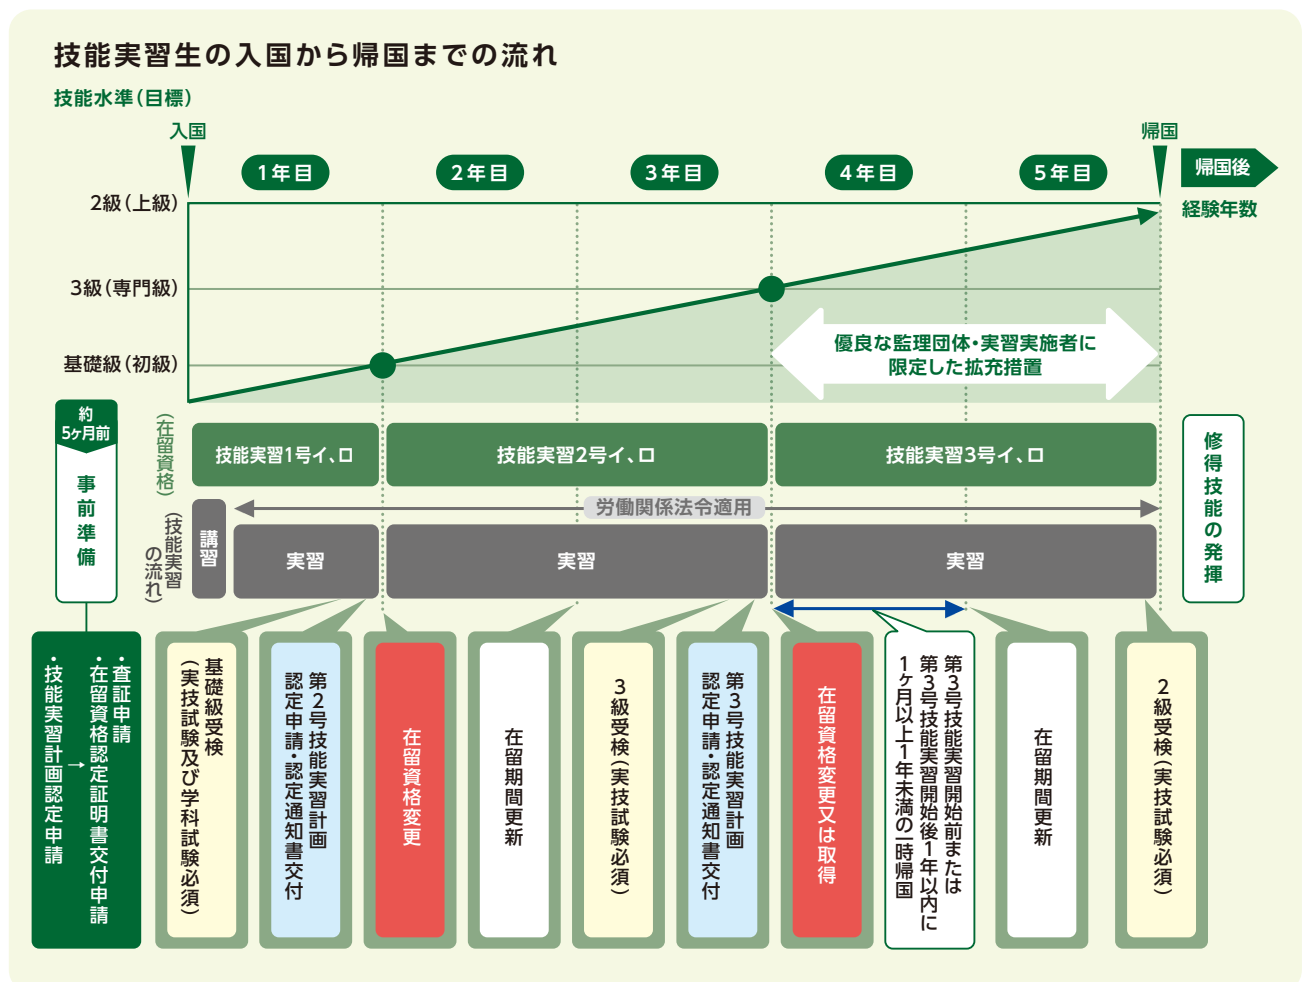 技能実習生の入国から帰国までの流れ
技能水準(目標)
入国
帰国
1年目
2年目
3年目
4年目
5年目
帰国後
経験年数
2級(上級)
3級(専門級)
基礎級(初級)
優良な監理団体・実習実施者に
限定した拡充措置
約
5ヶ月前
事前準備
(在留資格)
技能実習1号イ、ロ
技能実習2号イ、ロ
技能実習3号イ、ロ
修得技能の発揮
労働関係法令適用
(技能実習
の流れ)
講習
実習
実習
実習
・技能実習計画認定申請
→
・査証申請
・在留資格認定証明書交付申請
基礎級受検
(実技試験及び学科試験必須)
第2号技能実習計画
認定申請・認定通知書交付
在留資格変更
在留期間更新
3級受検(実技試験必須)
第3号技能実習計画
認定申請・認定通知書交付
在留資格変更又は取得
第3号技能実習開始前または
第3号技能実習開始後1年以内に
1ヶ月以上1年未満の一時帰国
在留期間更新
2級受検(実技試験必須)